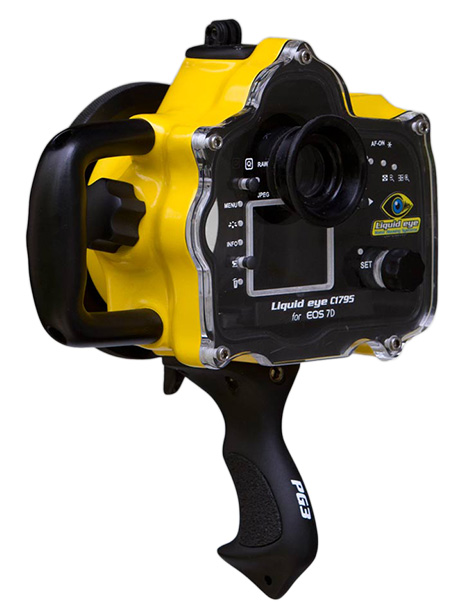 AF-ON
RAW
JPEG
MENU
INFO
Liquid eye
SET
Liquid eye C1795
for EOS 7D
PG3